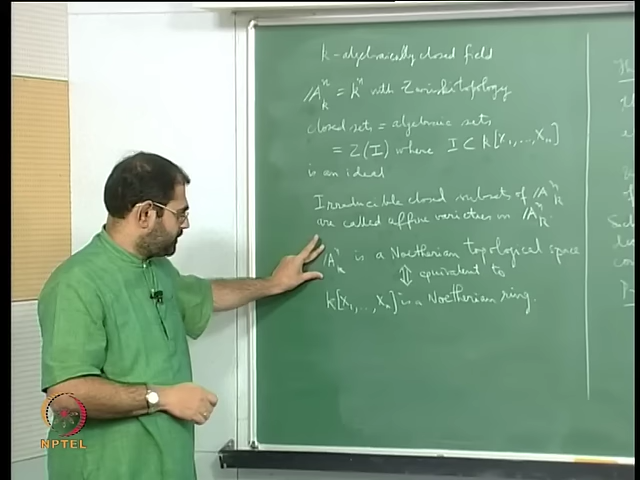 k - algebraically closed field
𝔸ⁿₖ = kⁿ with Zariski topology
closed sets = algebraic sets
= Z(I) where I ⊂ k[X₁,...,Xₙ]
is an ideal
Irreducible closed subsets of 𝔸ⁿₖ
are called affine varieties in 𝔸ⁿₖ.
𝔸ⁿₖ is a Noetherian topological space
⇕ equivalent to
k[X₁,...,Xₙ] is a Noetherian ring.
NPTEL